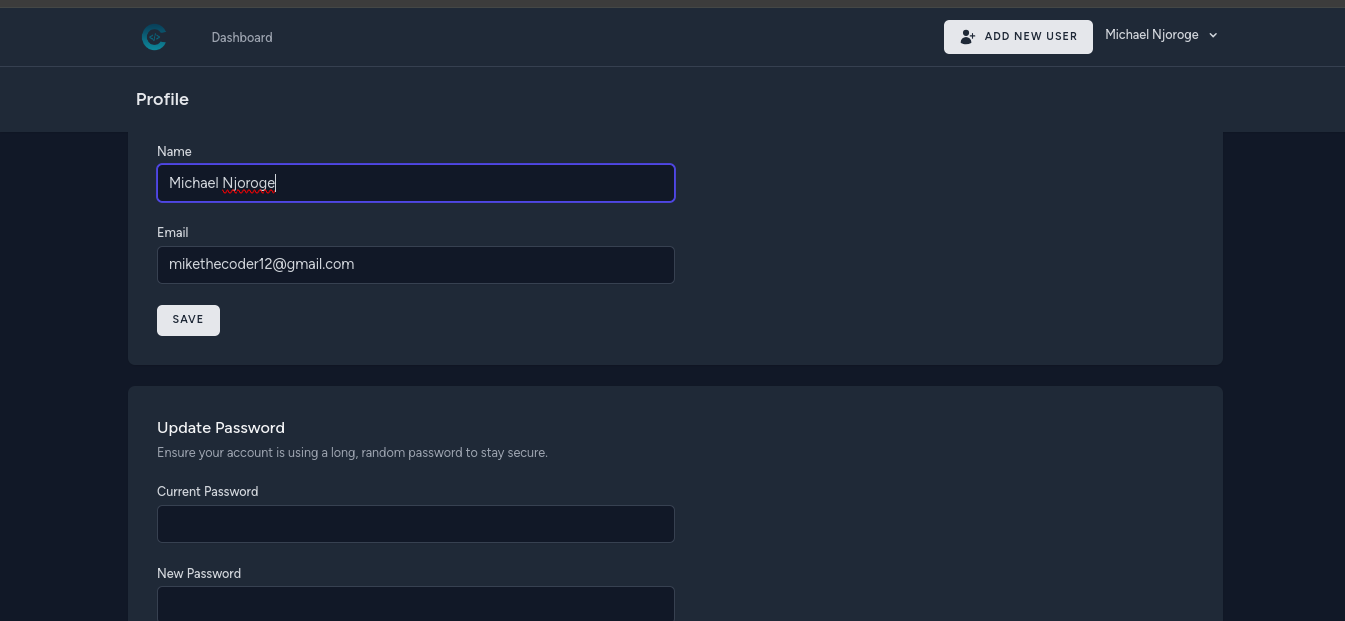 Dashboard
ADD NEW USER
Michael Njoroge
Profile
Name
Michael Njoroge
Email
mikethecoder12@gmail.com
SAVE
Update Password
Ensure your account is using a long, random password to stay secure.
Current Password
New Password